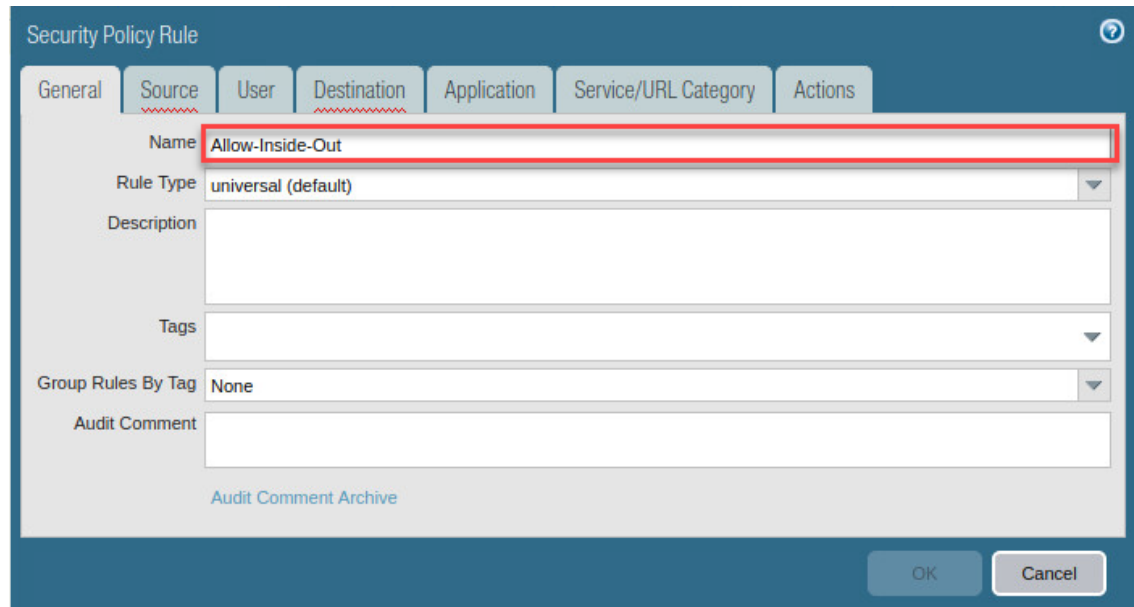 Security Policy Rule
General Source User Destination Application Service/URL Category Actions
Name Allow-Inside-Out
Rule Type universal (default)
Description
Tags
Group Rules By Tag None
Audit Comment
Audit Comment Archive
OK Cancel